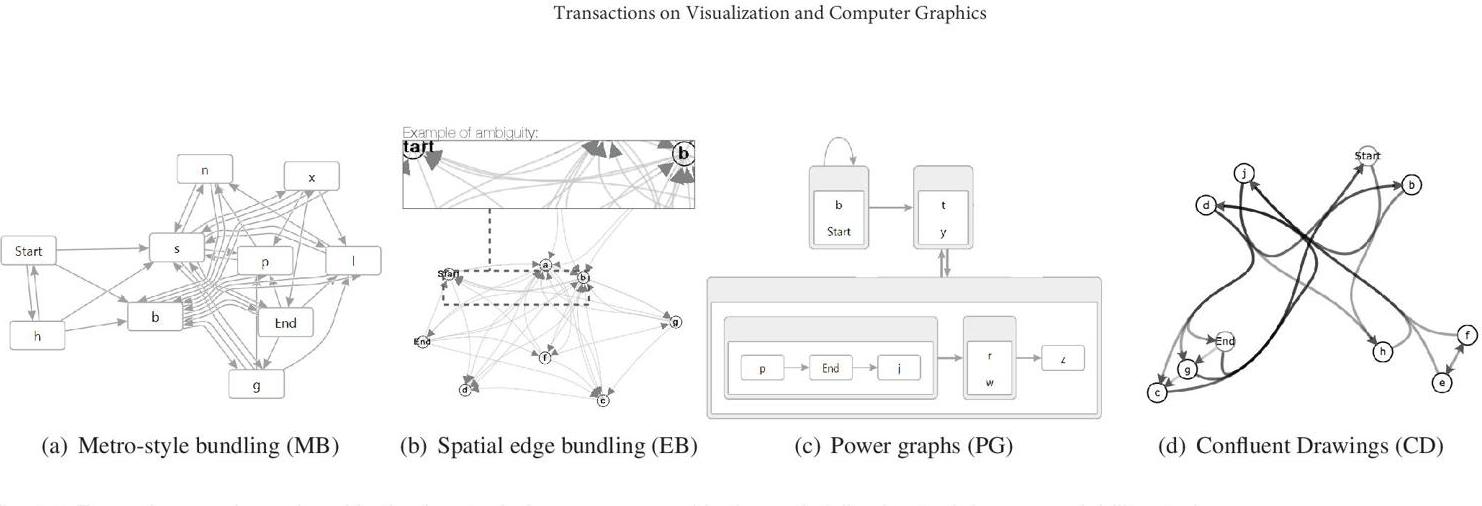 Transactions on Visualization and Computer Graphics
n
x
Start
s
p
l
b
End
h
g
(a) Metro-style bundling (MB)
Example of ambiguity:
tart
b
Start
a
b
g
End
f
d
c
(b) Spatial edge bundling (EB)
b
Start
t
y
p
End
j
r
w
z
(c) Power graphs (PG)
Start
j
b
d
End
f
h
g
e
c
(d) Confluent Drawings (CD)